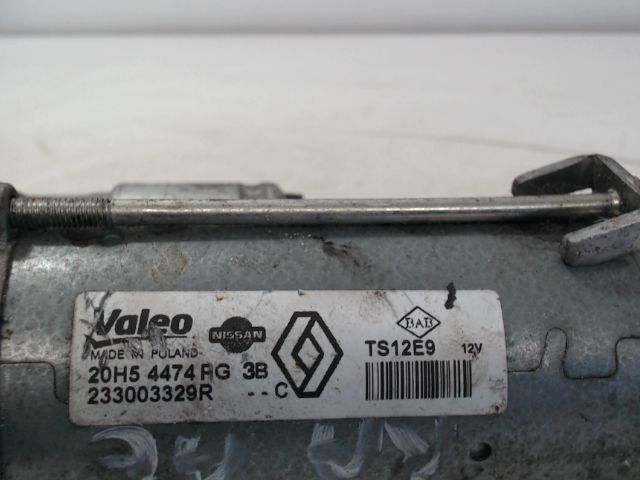 Valeo
MADE IN POLAND
NISSAN
BAB
TS12E9 12V
20H5 4474 RG 3B
233003329R -- C